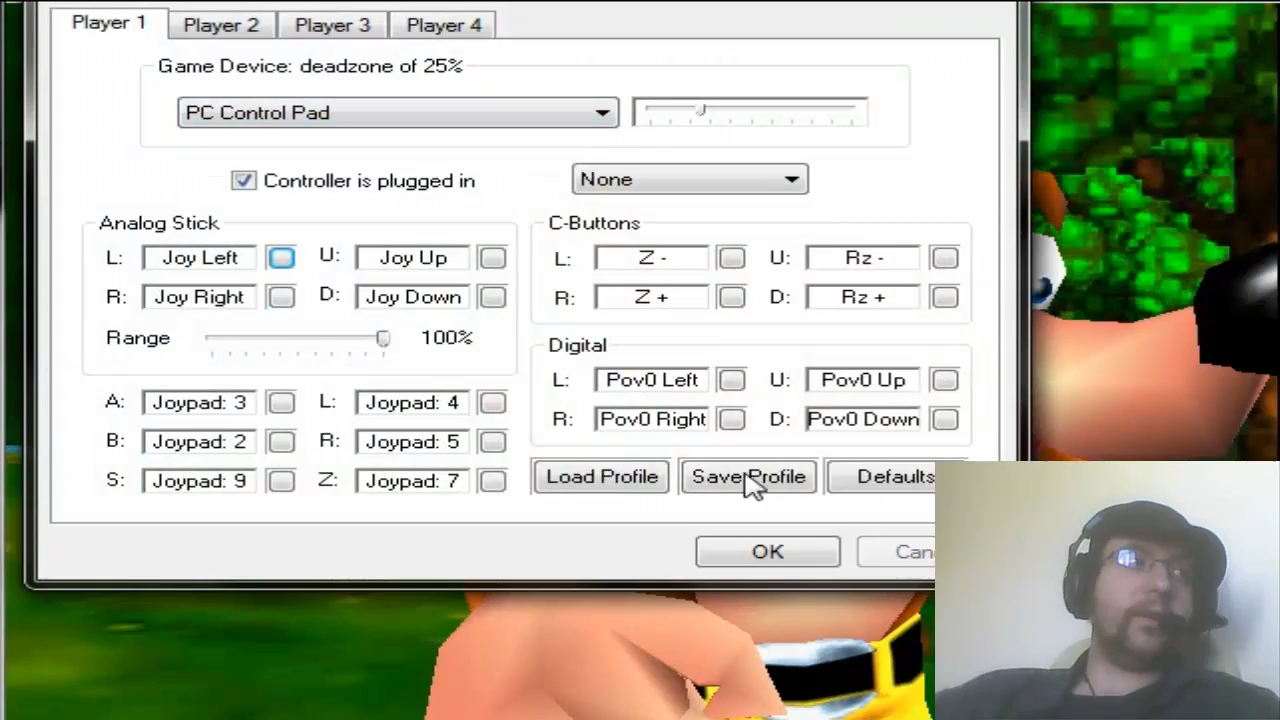 Player 1 Player 2 Player 3 Player 4
Game Device: deadzone of 25%
PC Control Pad
Controller is plugged in None
Analog Stick
L: Joy Left U: Joy Up
R: Joy Right D: Joy Down
Range 100%
C-Buttons
L: Z - U: Rz -
R: Z + D: Rz +
Digital
L: Pov0 Left U: Pov0 Up
R: Pov0 Right D: Pov0 Down
A: Joypad: 3 L: Joypad: 4
B: Joypad: 2 R: Joypad: 5
S: Joypad: 9 Z: Joypad: 7
Load Profile Save Profile Defaults
OK Can